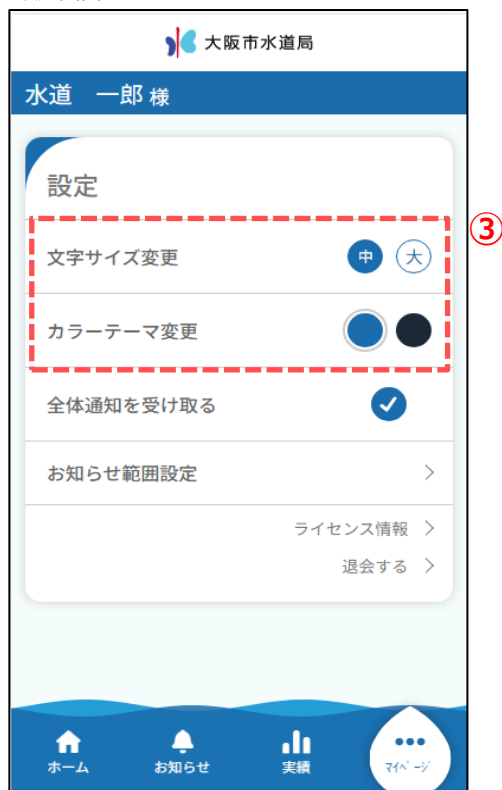 大阪市水道局
水道　一郎 様
設定
③
文字サイズ変更 中 大
カラーテーマ変更
全体通知を受け取る
お知らせ範囲設定
ライセンス情報
退会する
ホーム お知らせ 実績 ﾏｲﾍﾟｰｼﾞ